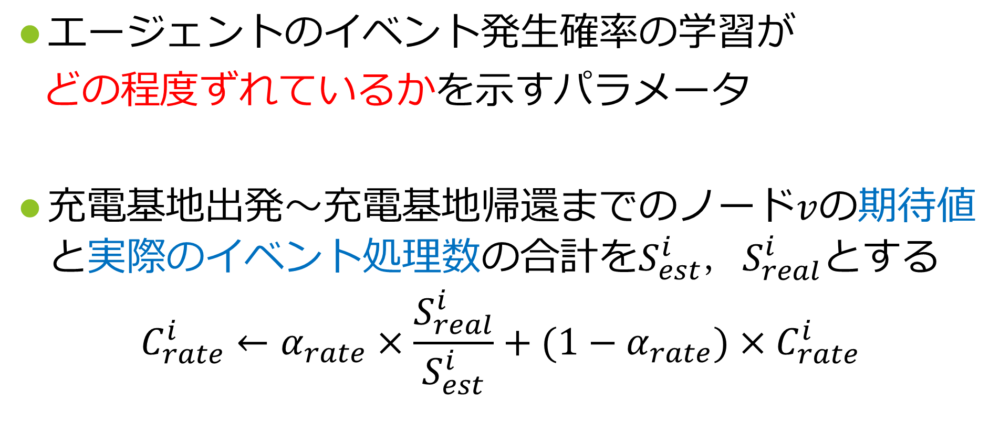 ● エージェントのイベント発生確率の学習が
どの程度ずれているかを示すパラメータ
● 充電基地出発～充電基地帰還までのノード𝑣の期待値
と実際のイベント処理数の合計を$S_{est}^{i}$, $S_{real}^{i}$とする
$C_{rate}^{i} \leftarrow \alpha_{rate} \times \frac{S_{real}^{i}}{S_{est}^{i}} + (1 - \alpha_{rate}) \times C_{rate}^{i}$